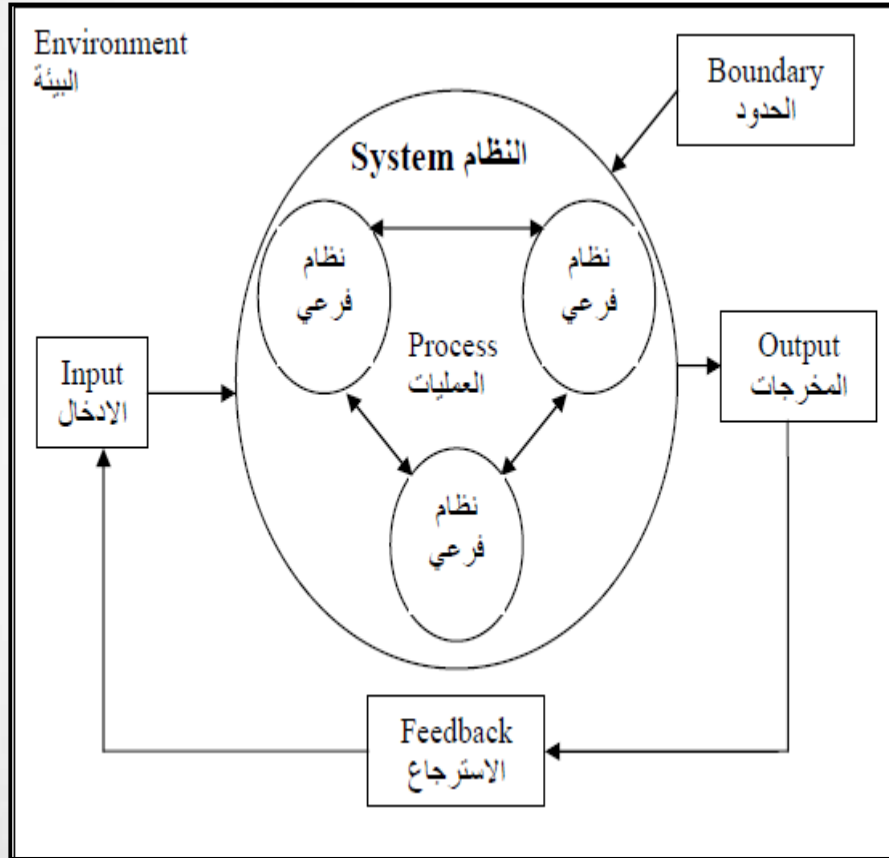 Environment
البيئة
Boundary
الحدود
النظام System
نظام
فرعي
نظام
فرعي
Process
العمليات
Input
الادخال
Output
المخرجات
نظام
فرعي
Feedback
الاسترجاع